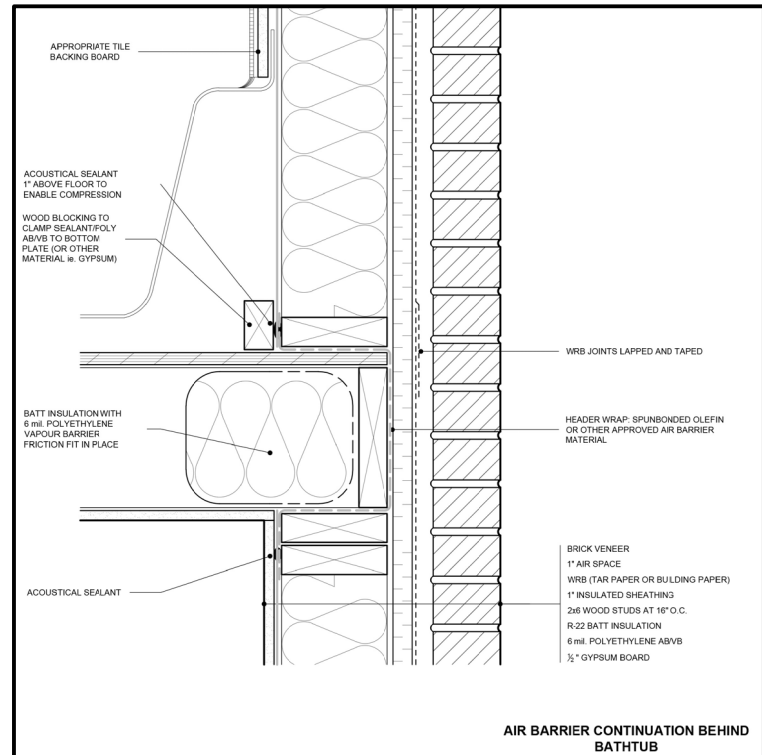 APPROPRIATE TILE
BACKING BOARD
ACOUSTICAL SEALANT
1" ABOVE FLOOR TO
ENABLE COMPRESSION
WOOD BLOCKING TO
CLAMP SEALANT/FOLY
AB/VB TO BOTTOM
PLATE (OR OTHER
MATERIAL ie. GYPSUM)
BATT INSULATION WITH
6 mil. POLYETHYLENE
VAPOUR BARRIER
FRICTION FIT IN PLACE
ACOUSTICAL SEALANT
WRB JOINTS LAPPED AND TAPED
HEADER WRAP: SPUNBONDED OLEFIN
OR OTHER APPROVED AIR BARRIER
MATERIAL
BRICK VENEER
1" AIR SPACE
WRB (TAR PAPER OR BUILDING PAPER)
1" INSULATED SHEATHING
2x6 WOOD STUDS AT 16" O.C.
R-22 BATT INSULATION
6 mil. POLYETHYLENE AB/VB
½" GYPSUM BOARD
AIR BARRIER CONTINUATION BEHIND
BATHTUB